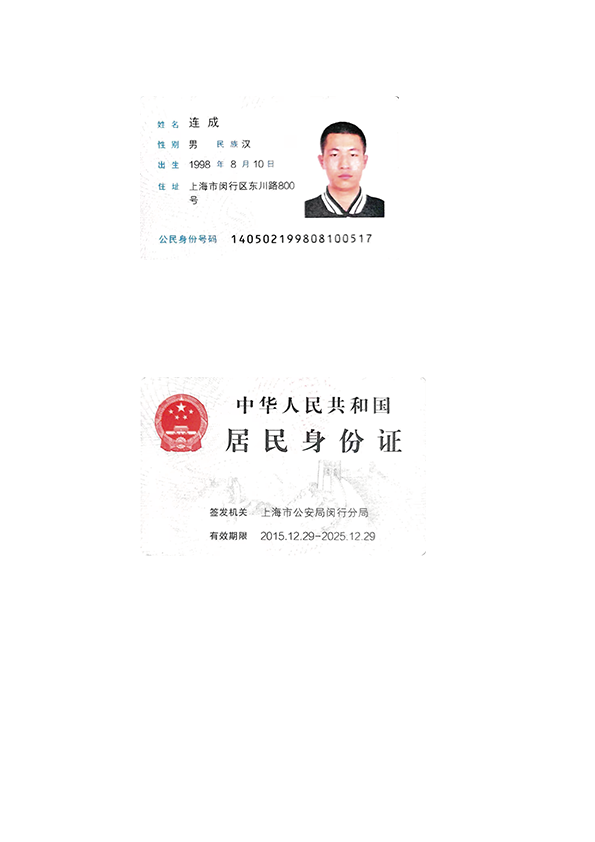 姓名 连成
性别 男 民族 汉
出生 1998 年 8 月 10 日
住址 上海市闵行区东川路800
号
公民身份号码 140502199808100517
中华人民共和国
居民身份证
签发机关 上海市公安局闵行分局
有效期限 2015.12.29-2025.12.29